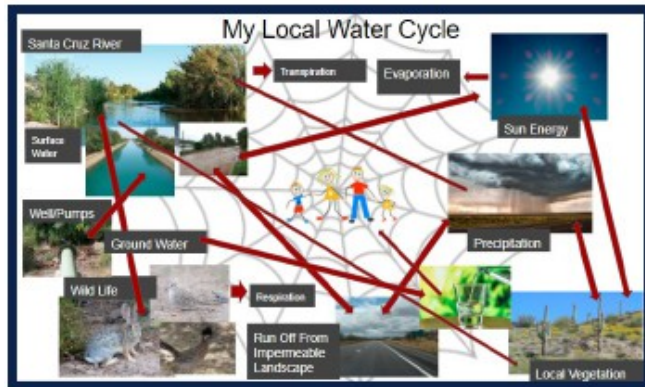 My Local Water Cycle
Santa Cruz River
Transpiration
Evaporation
Surface
Water
Sun Energy
Well/Pumps
Ground Water
Precipitation
Wild Life
Respiration
Run Off From
Impermeable
Landscape
Local Vegetation